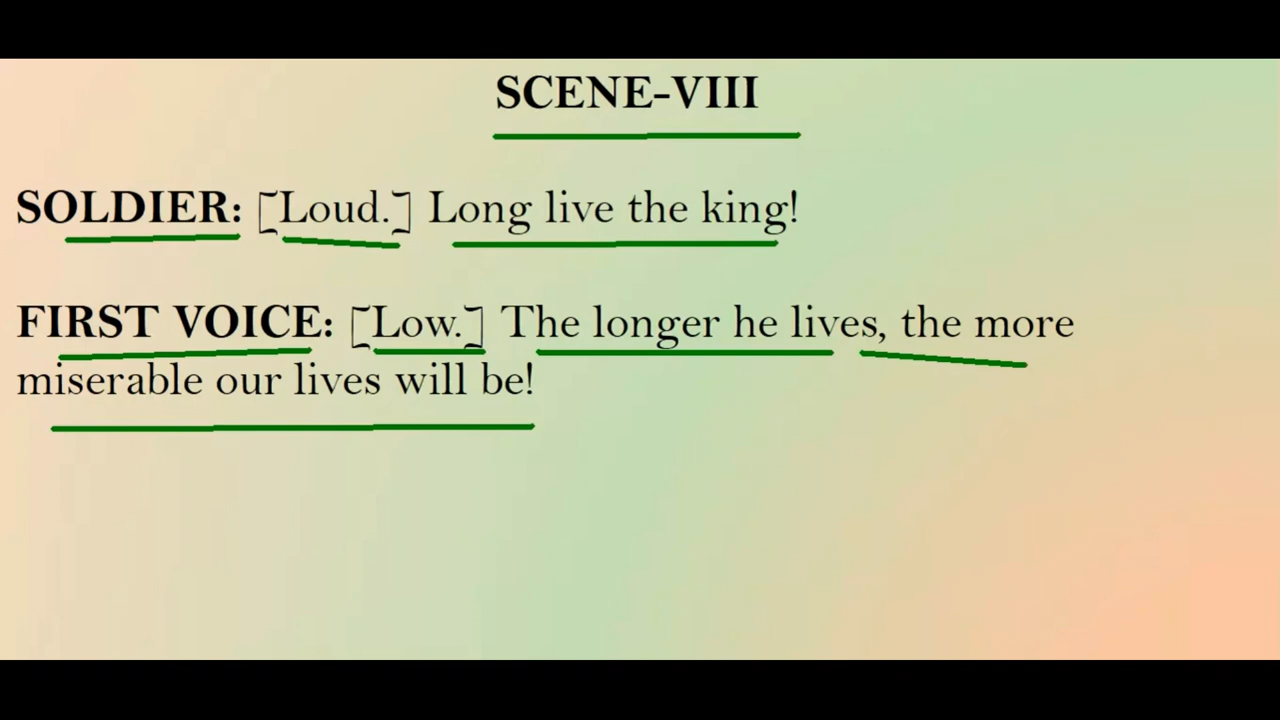 SCENE-VIII
SOLDIER: [Loud.] Long live the king!
FIRST VOICE: [Low.] The longer he lives, the more
miserable our lives will be!